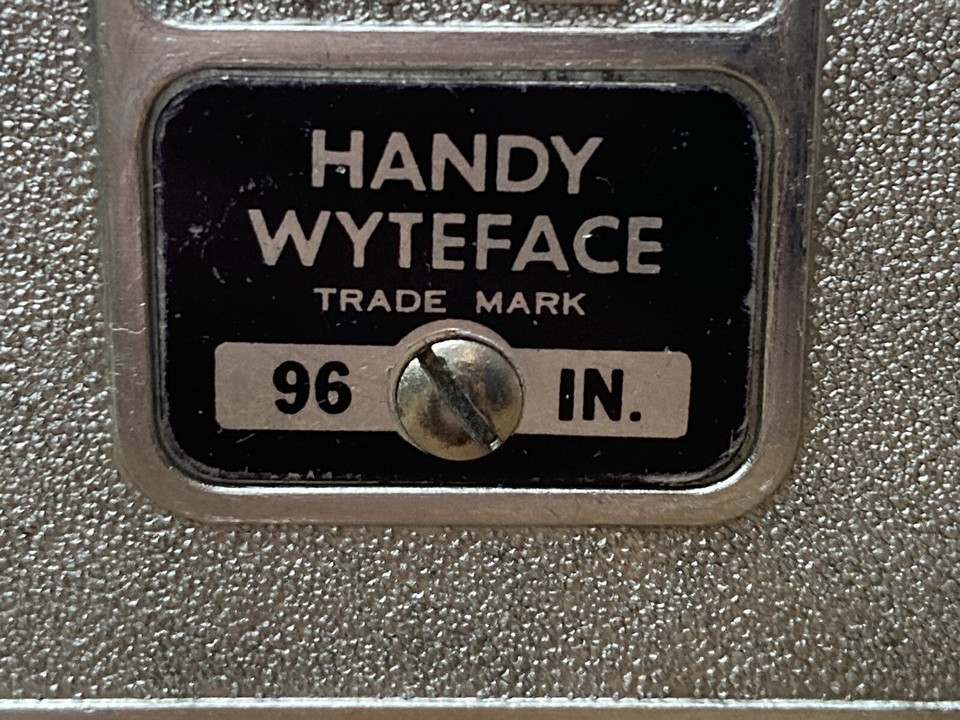 HANDY
WYTEFACE
TRADE MARK
96 IN.